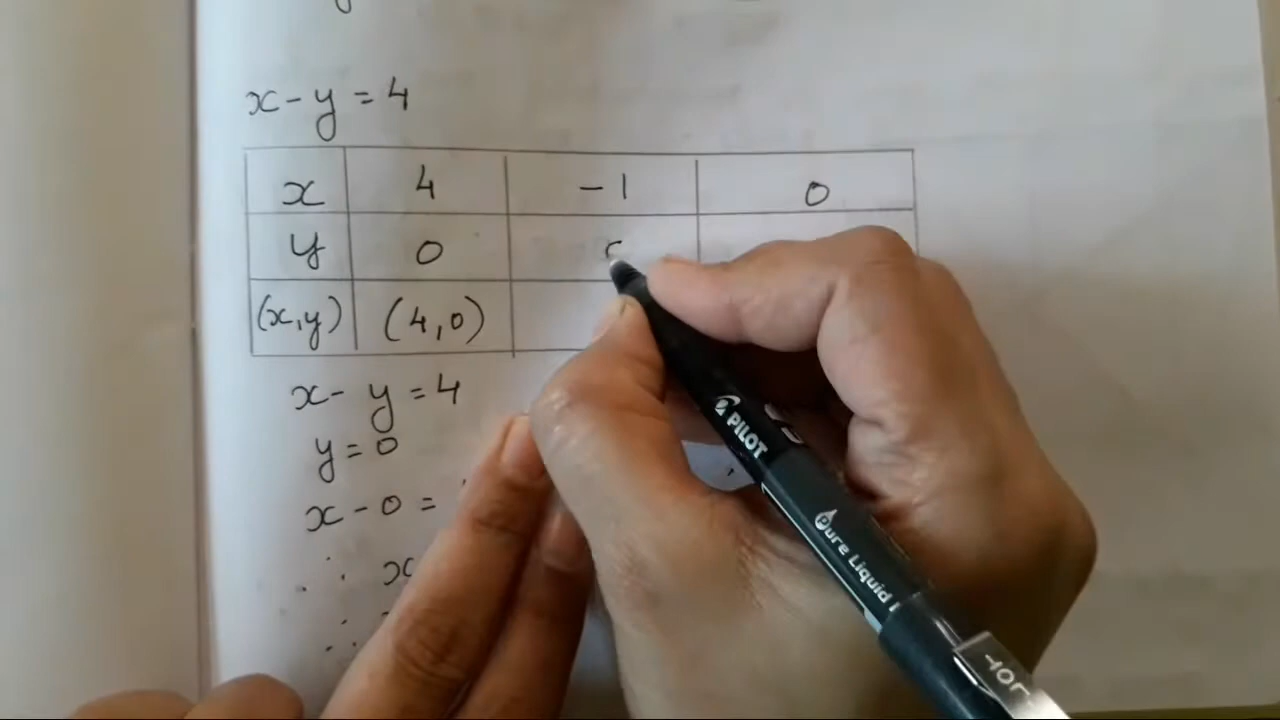 x - y = 4
x 4 - 1 0
y 0
(x,y) (4,0)
x - y = 4
y = 0
x - 0 =
∴ x
PILOT
Pure Liquid